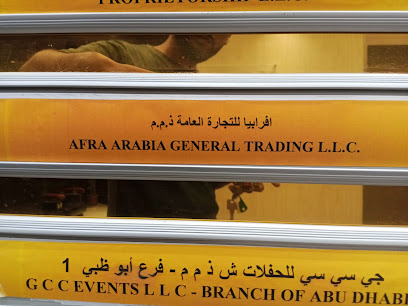 PROPRIETORSHIP L.L.C.
افرابيا للتجارة العامة ذ.م.م
AFRA ARABIA GENERAL TRADING L.L.C.
جي سي سي للحفلات ش ذ م م - فرع أبو ظبي 1
G C C EVENTS L L C - BRANCH OF ABU DHABI